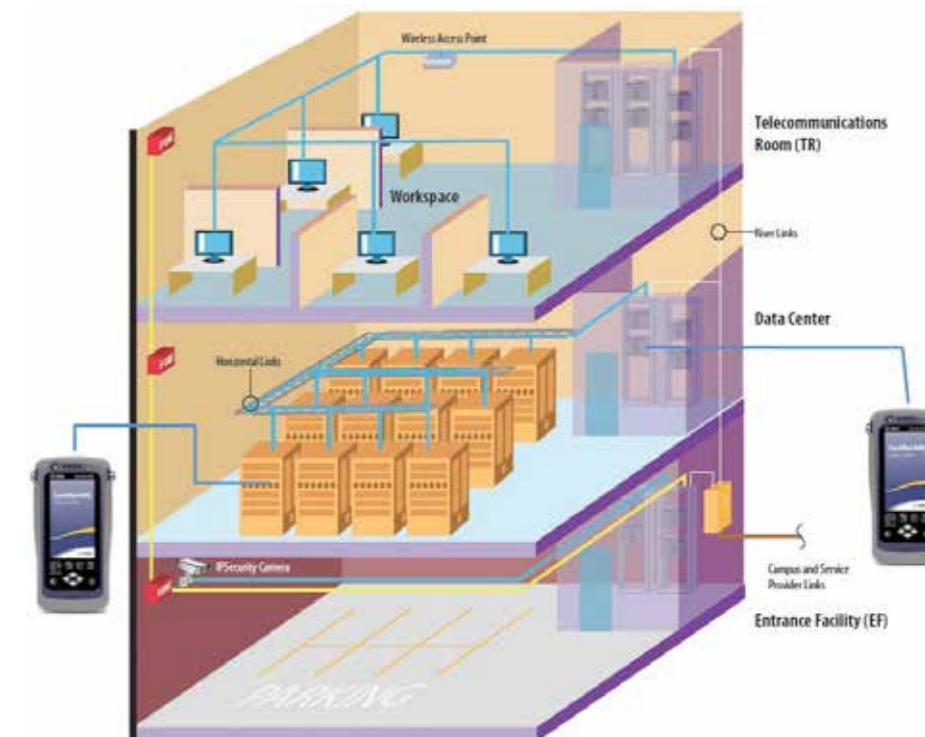 Wireless Access Point
Telecommunications
Room (TR)
Workspace
Riser Links
Data Center
Horizontal Links
IP Security Camera
Campus and Service
Provider Links
Entrance Facility (EF)
PARKING